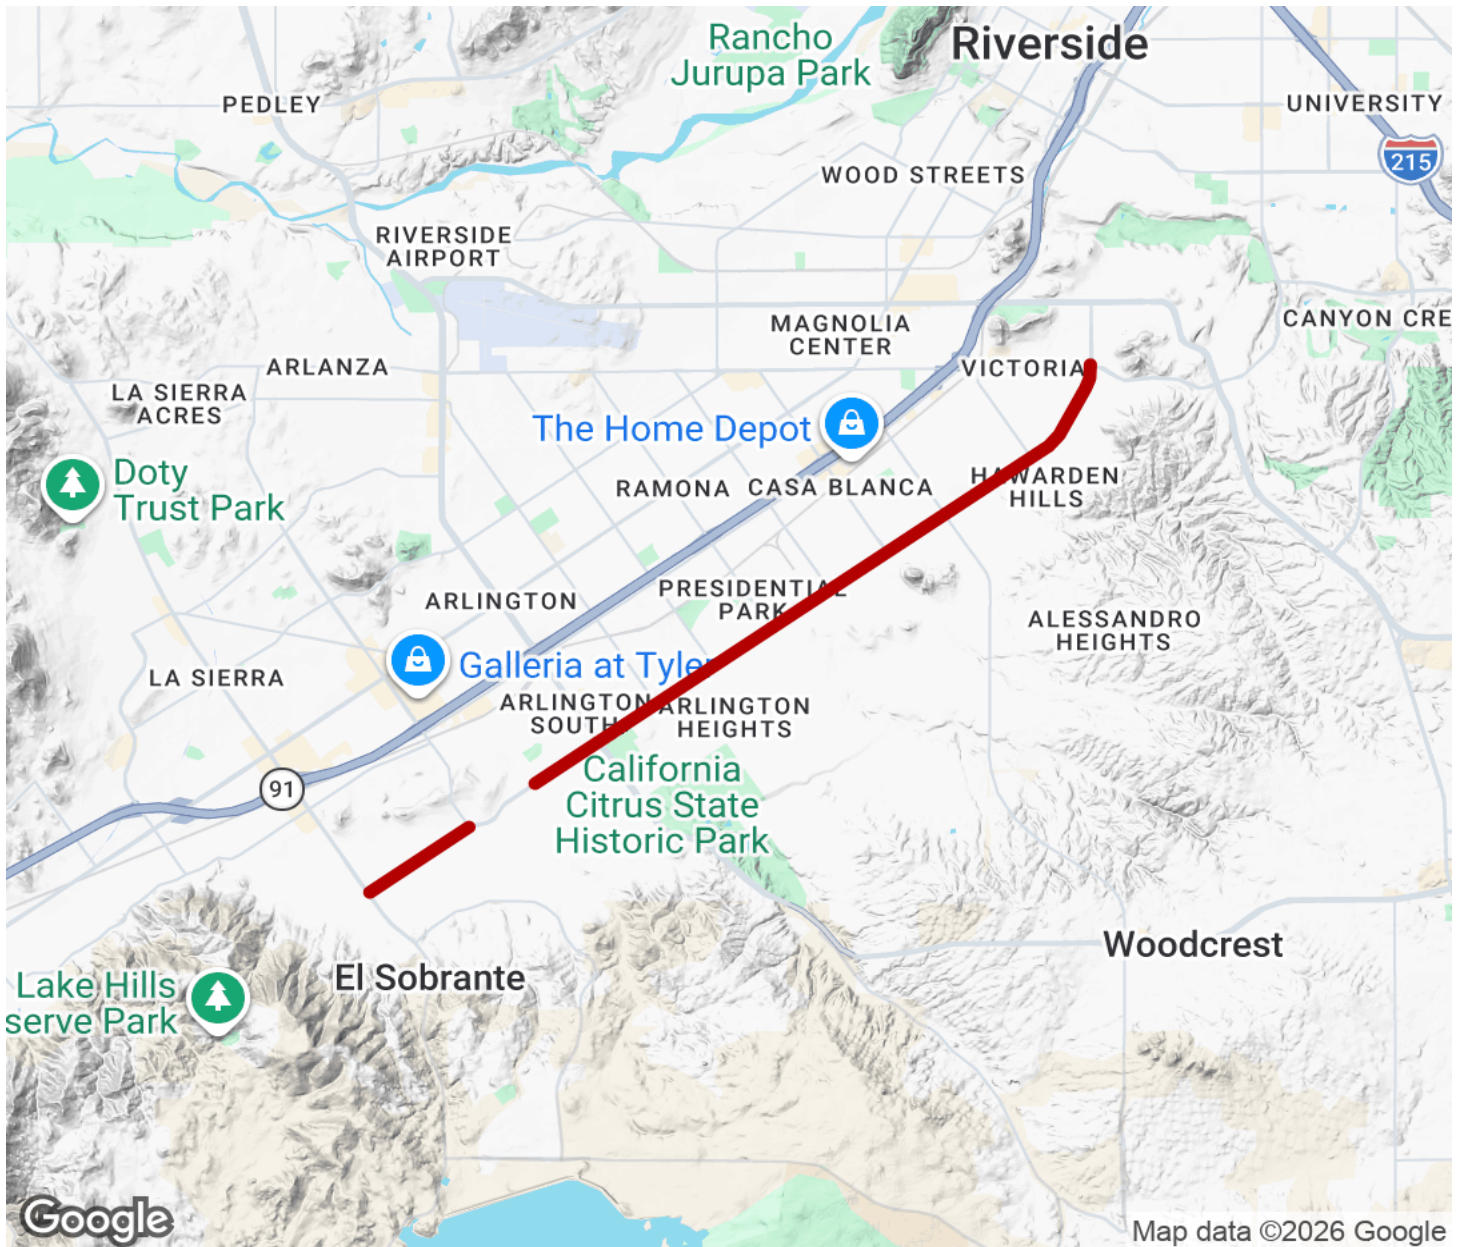 Rancho
Jurupa Park
Riverside
PEDLEY
UNIVERSITY
215
WOOD STREETS
RIVERSIDE
AIRPORT
MAGNOLIA
CENTER
CANYON CRE
ARLANZA
VICTORIA
LA SIERRA
ACRES
The Home Depot
Doty
Trust Park
RAMONA
CASA BLANCA
HAWARDEN
HILLS
ARLINGTON
PRESIDENTIAL
PARK
ALESSANDRO
HEIGHTS
Galleria at Tyler
LA SIERRA
ARLINGTON
SOUTH
ARLINGTON
HEIGHTS
California
Citrus State
Historic Park
91
Woodcrest
El Sobrante
Lake Hills
serve Park
Google
Map data ©2026 Google